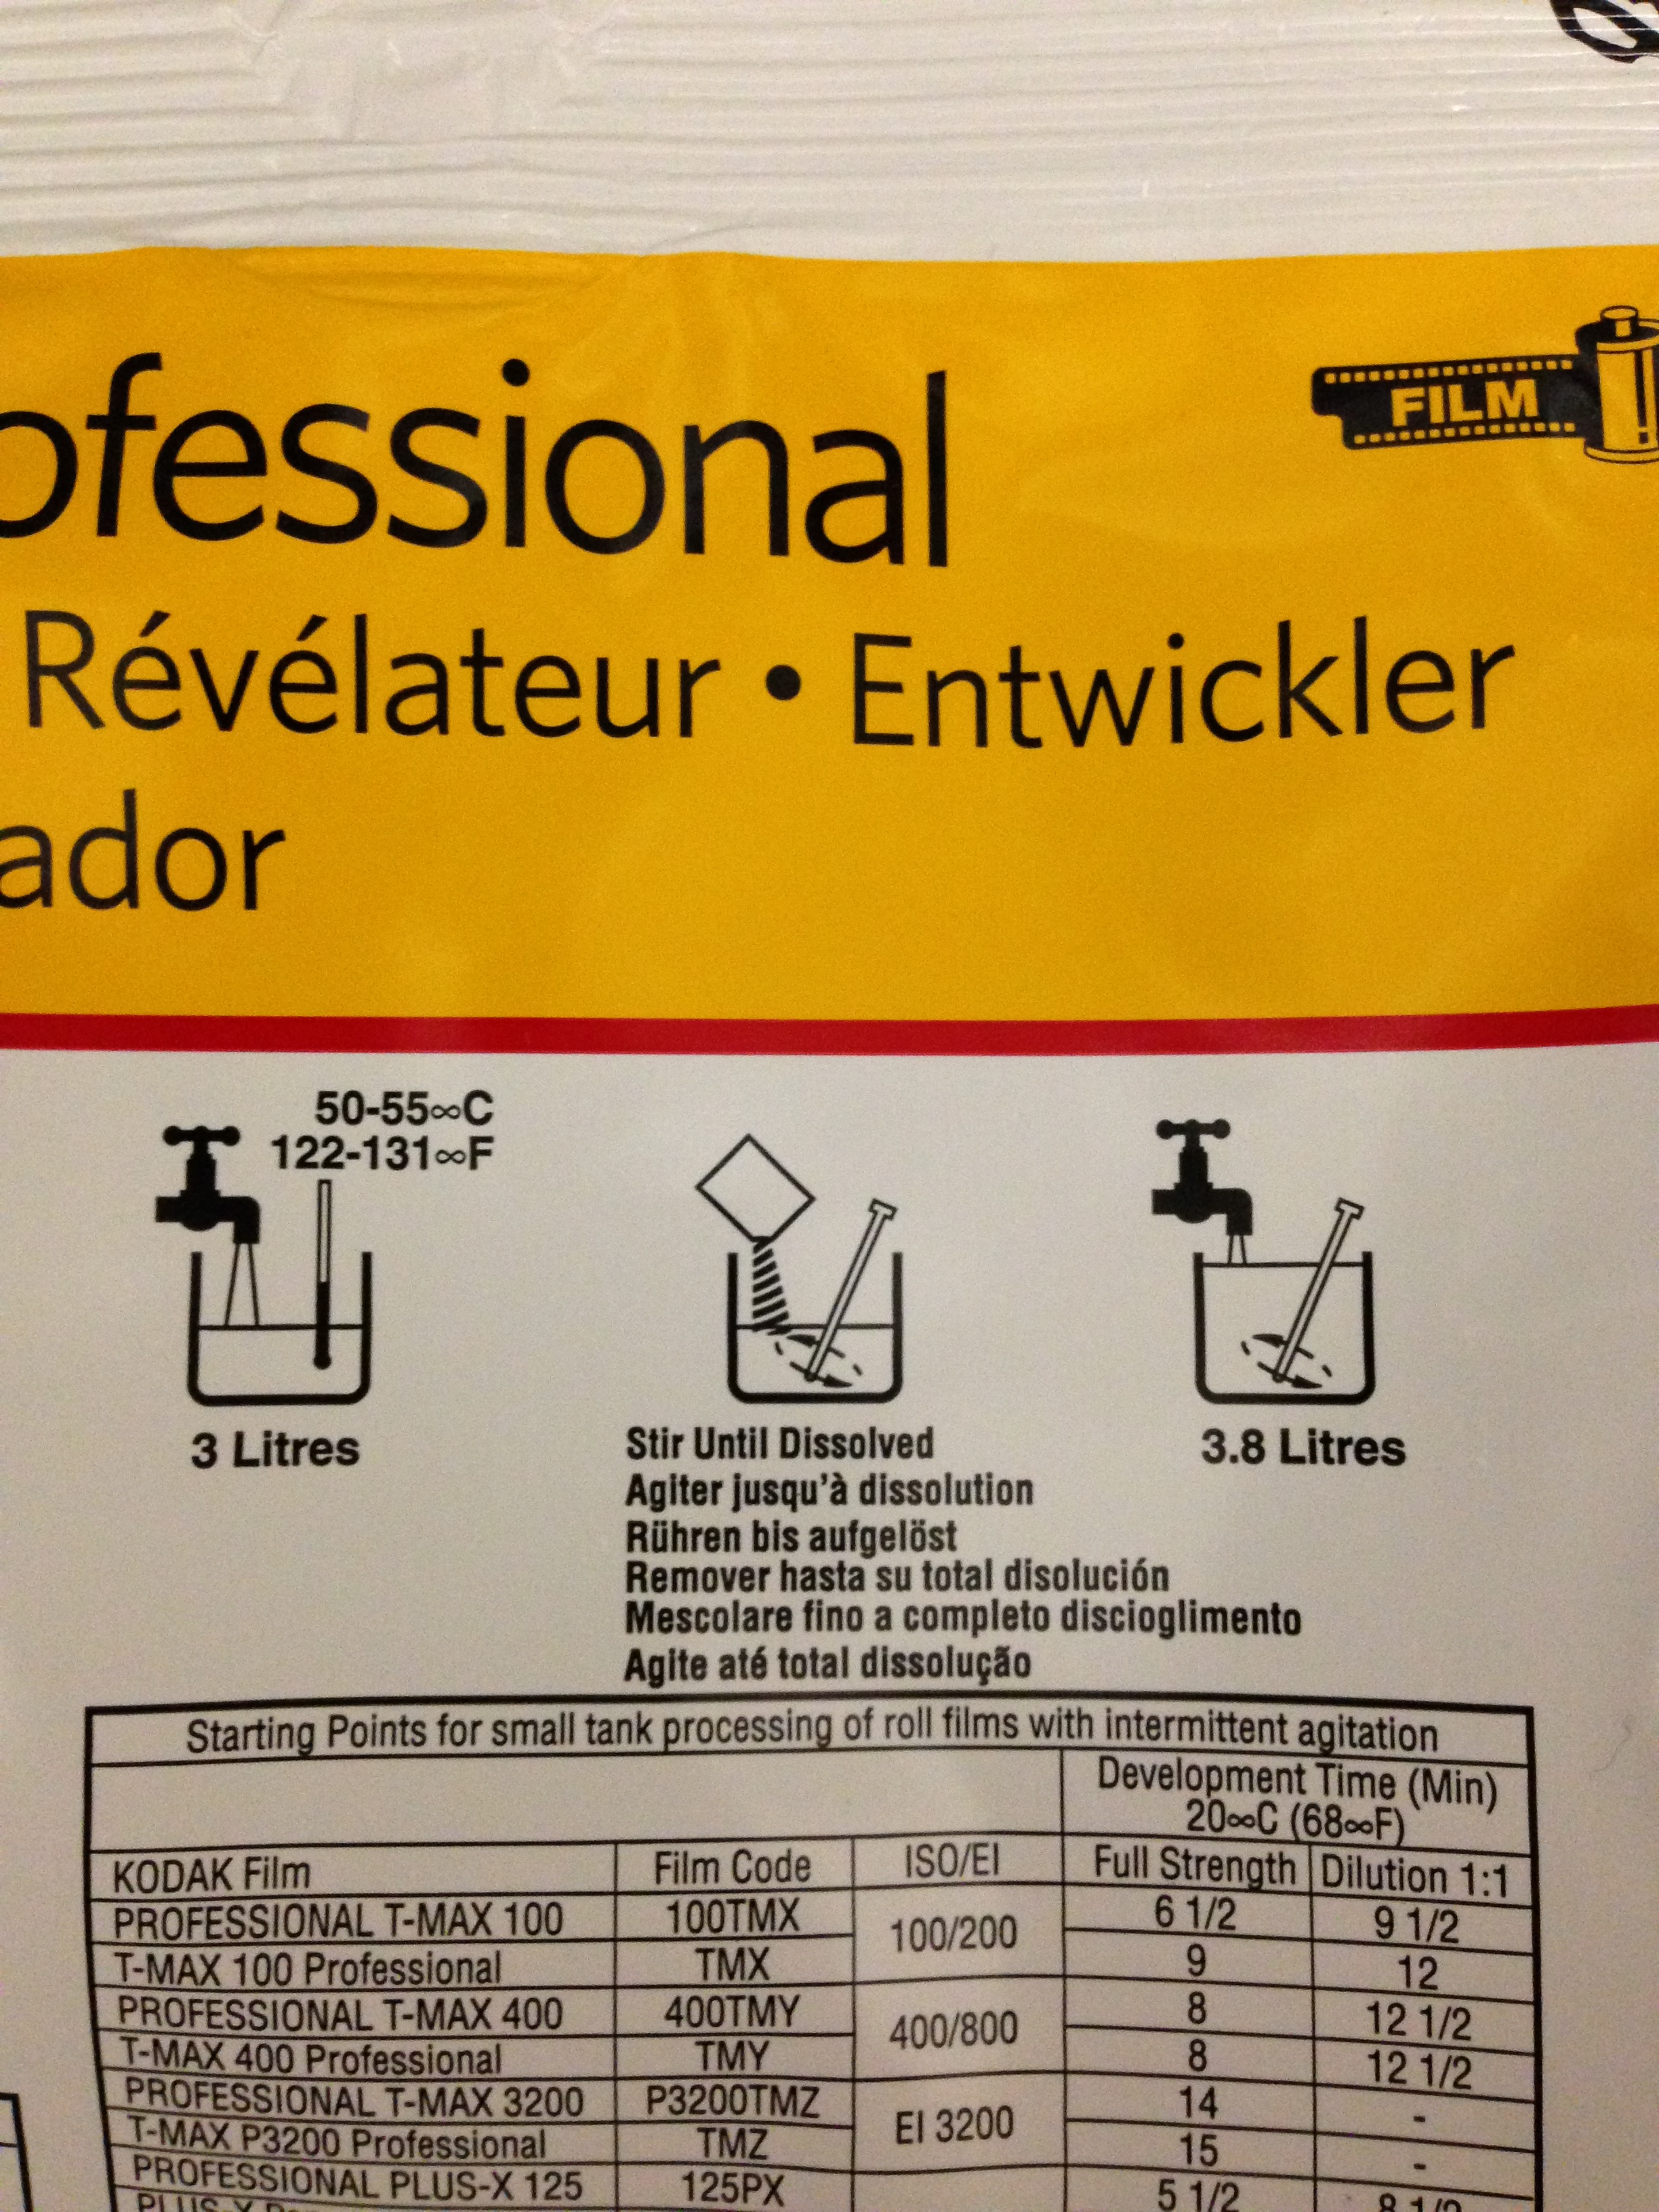 ofessional
FILM
Révélateur • Entwickler
ador
50-55∞C
122-131∞F
3 Litres
Stir Until Dissolved
Agiter jusqu'à dissolution
Rühren bis aufgelöst
Remover hasta su total disolución
Mescolare fino a completo discioglimento
Agite até total dissolução
3.8 Litres
Starting Points for small tank processing of roll films with intermittent agitation
Development Time (Min)
20∞C (68∞F)
KODAK Film Film Code ISO/EI Full Strength Dilution 1:1
PROFESSIONAL T-MAX 100 100TMX 100/200 6 1/2 9 1/2
T-MAX 100 Professional TMX 9 12
PROFESSIONAL T-MAX 400 400TMY 400/800 8 12 1/2
T-MAX 400 Professional TMY 8 12 1/2
PROFESSIONAL T-MAX 3200 P3200TMZ EI 3200 14 -
T-MAX P3200 Professional TMZ 15 -
PROFESSIONAL PLUS-X 125 125PX 5 1/2 8 1/2
PLUS-X